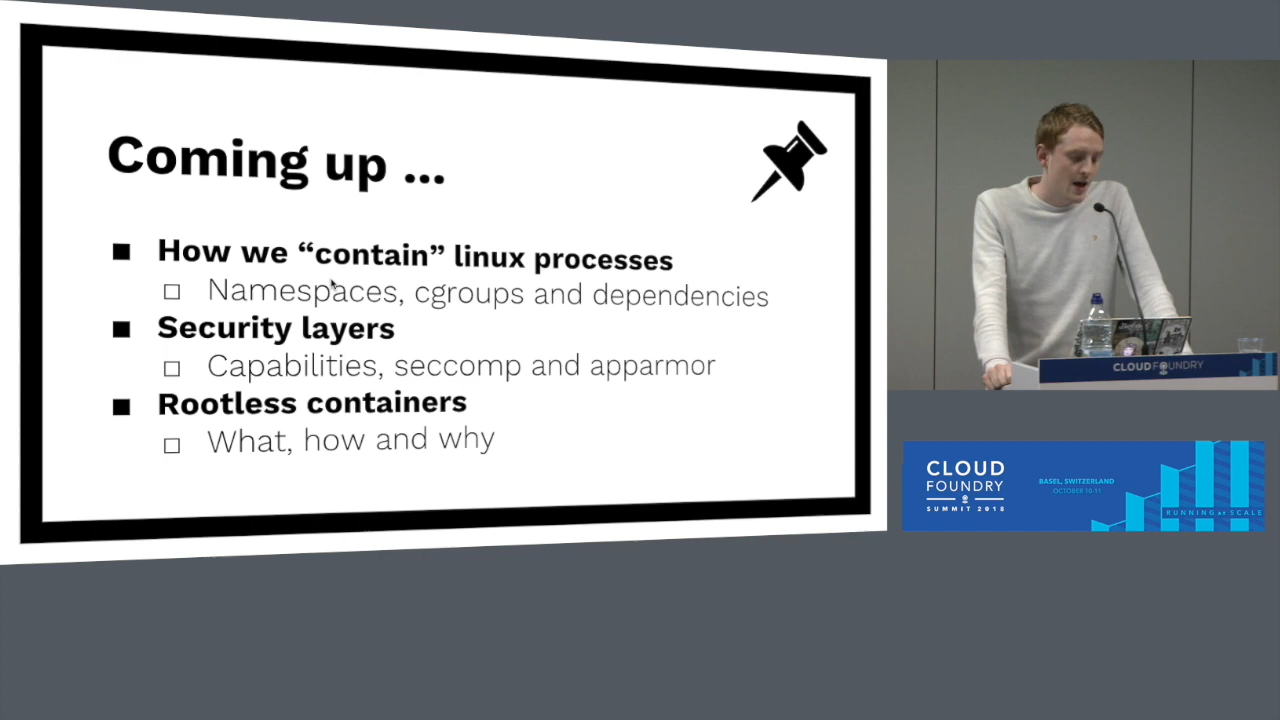 Coming up ...
■ How we “contain” linux processes
□ Namespaces, cgroups and dependencies
■ Security layers
□ Capabilities, seccomp and apparmor
■ Rootless containers
□ What, how and why
CLOUD FOUNDRY
CLOUD
FOUNDRY
SUMMIT 2018
BASEL, SWITZERLAND
OCTOBER 10-11
RUNNING at SCALE